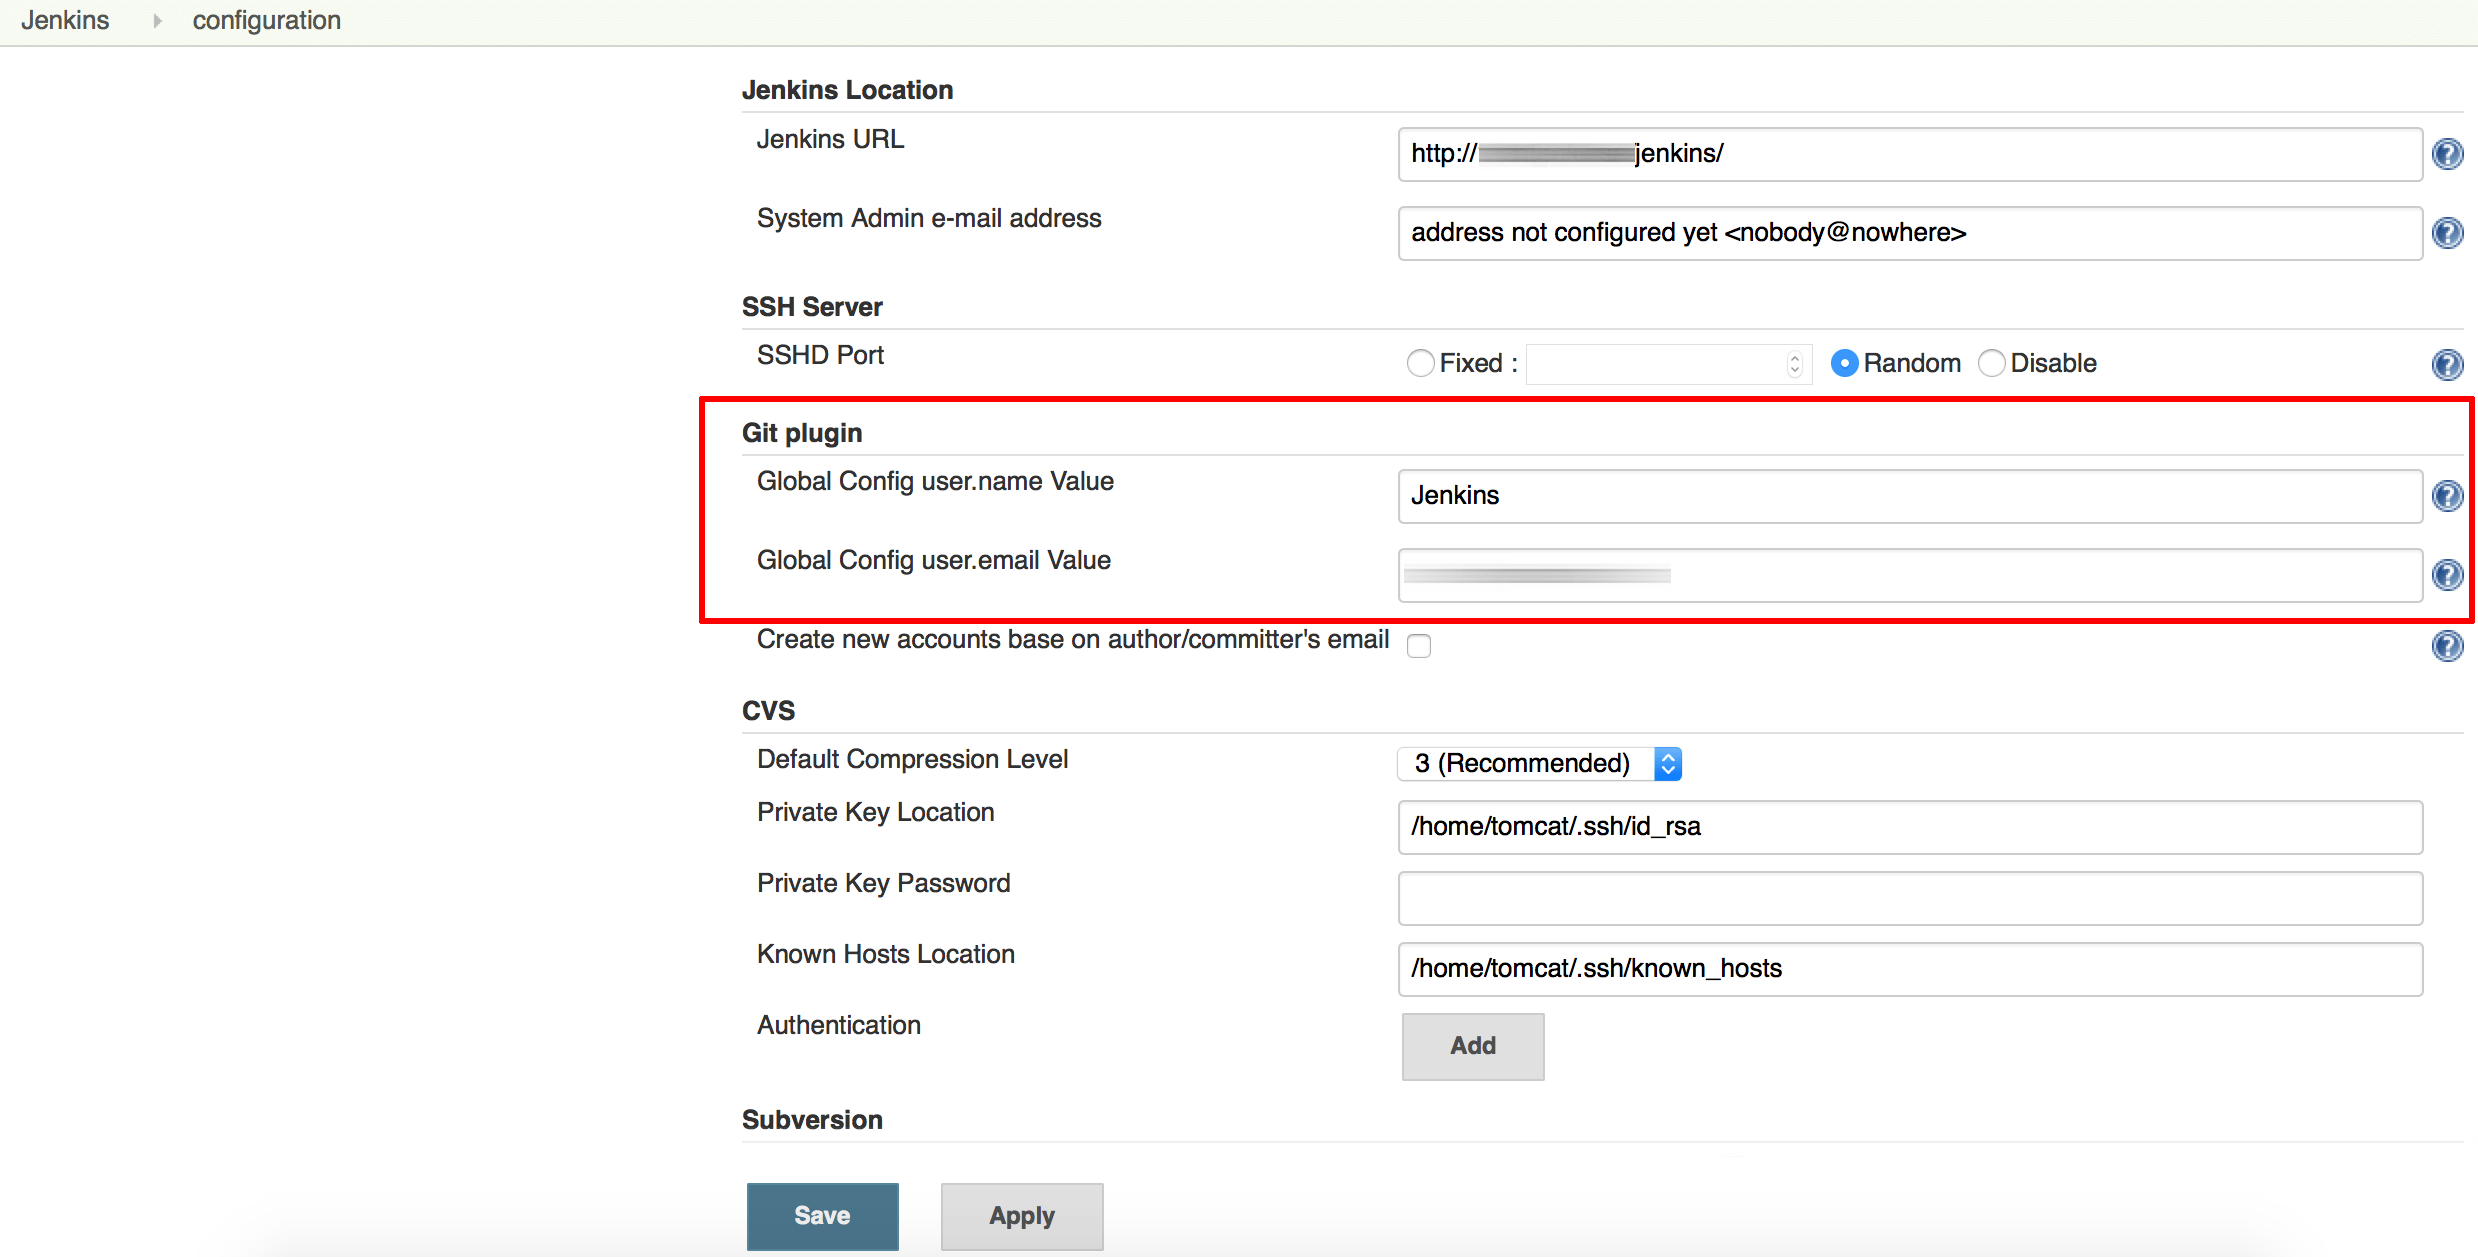 Jenkins configuration
Jenkins Location
Jenkins URL http:// jenkins/
System Admin e-mail address address not configured yet <nobody@nowhere>
SSH Server
SSHD Port Fixed : Random Disable
Git plugin
Global Config user.name Value Jenkins
Global Config user.email Value
Create new accounts base on author/committer's email
CVS
Default Compression Level 3 (Recommended)
Private Key Location /home/tomcat/.ssh/id_rsa
Private Key Password
Known Hosts Location /home/tomcat/.ssh/known_hosts
Authentication Add
Subversion
Save Apply